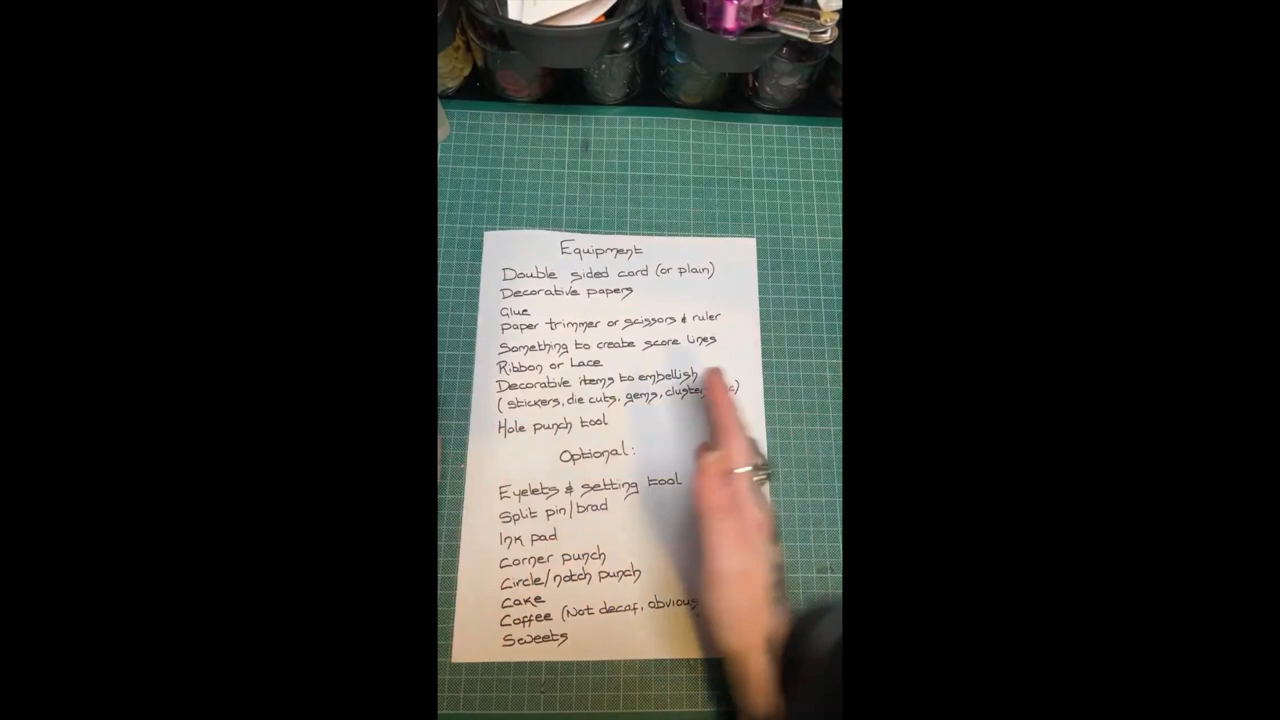 Equipment
Double sided card (or plain)
Decorative papers
Glue
paper trimmer or scissors & ruler
Something to create score lines
Ribbon or Lace
Decorative items to embellish
(stickers, die cuts, gems,
Hole punch tool
Optional:
Eyelets & setting tool
Split pin/brad
Ink pad
Corner punch
Circle/notch punch
Cake
Coffee (Not decaf,
Sweets